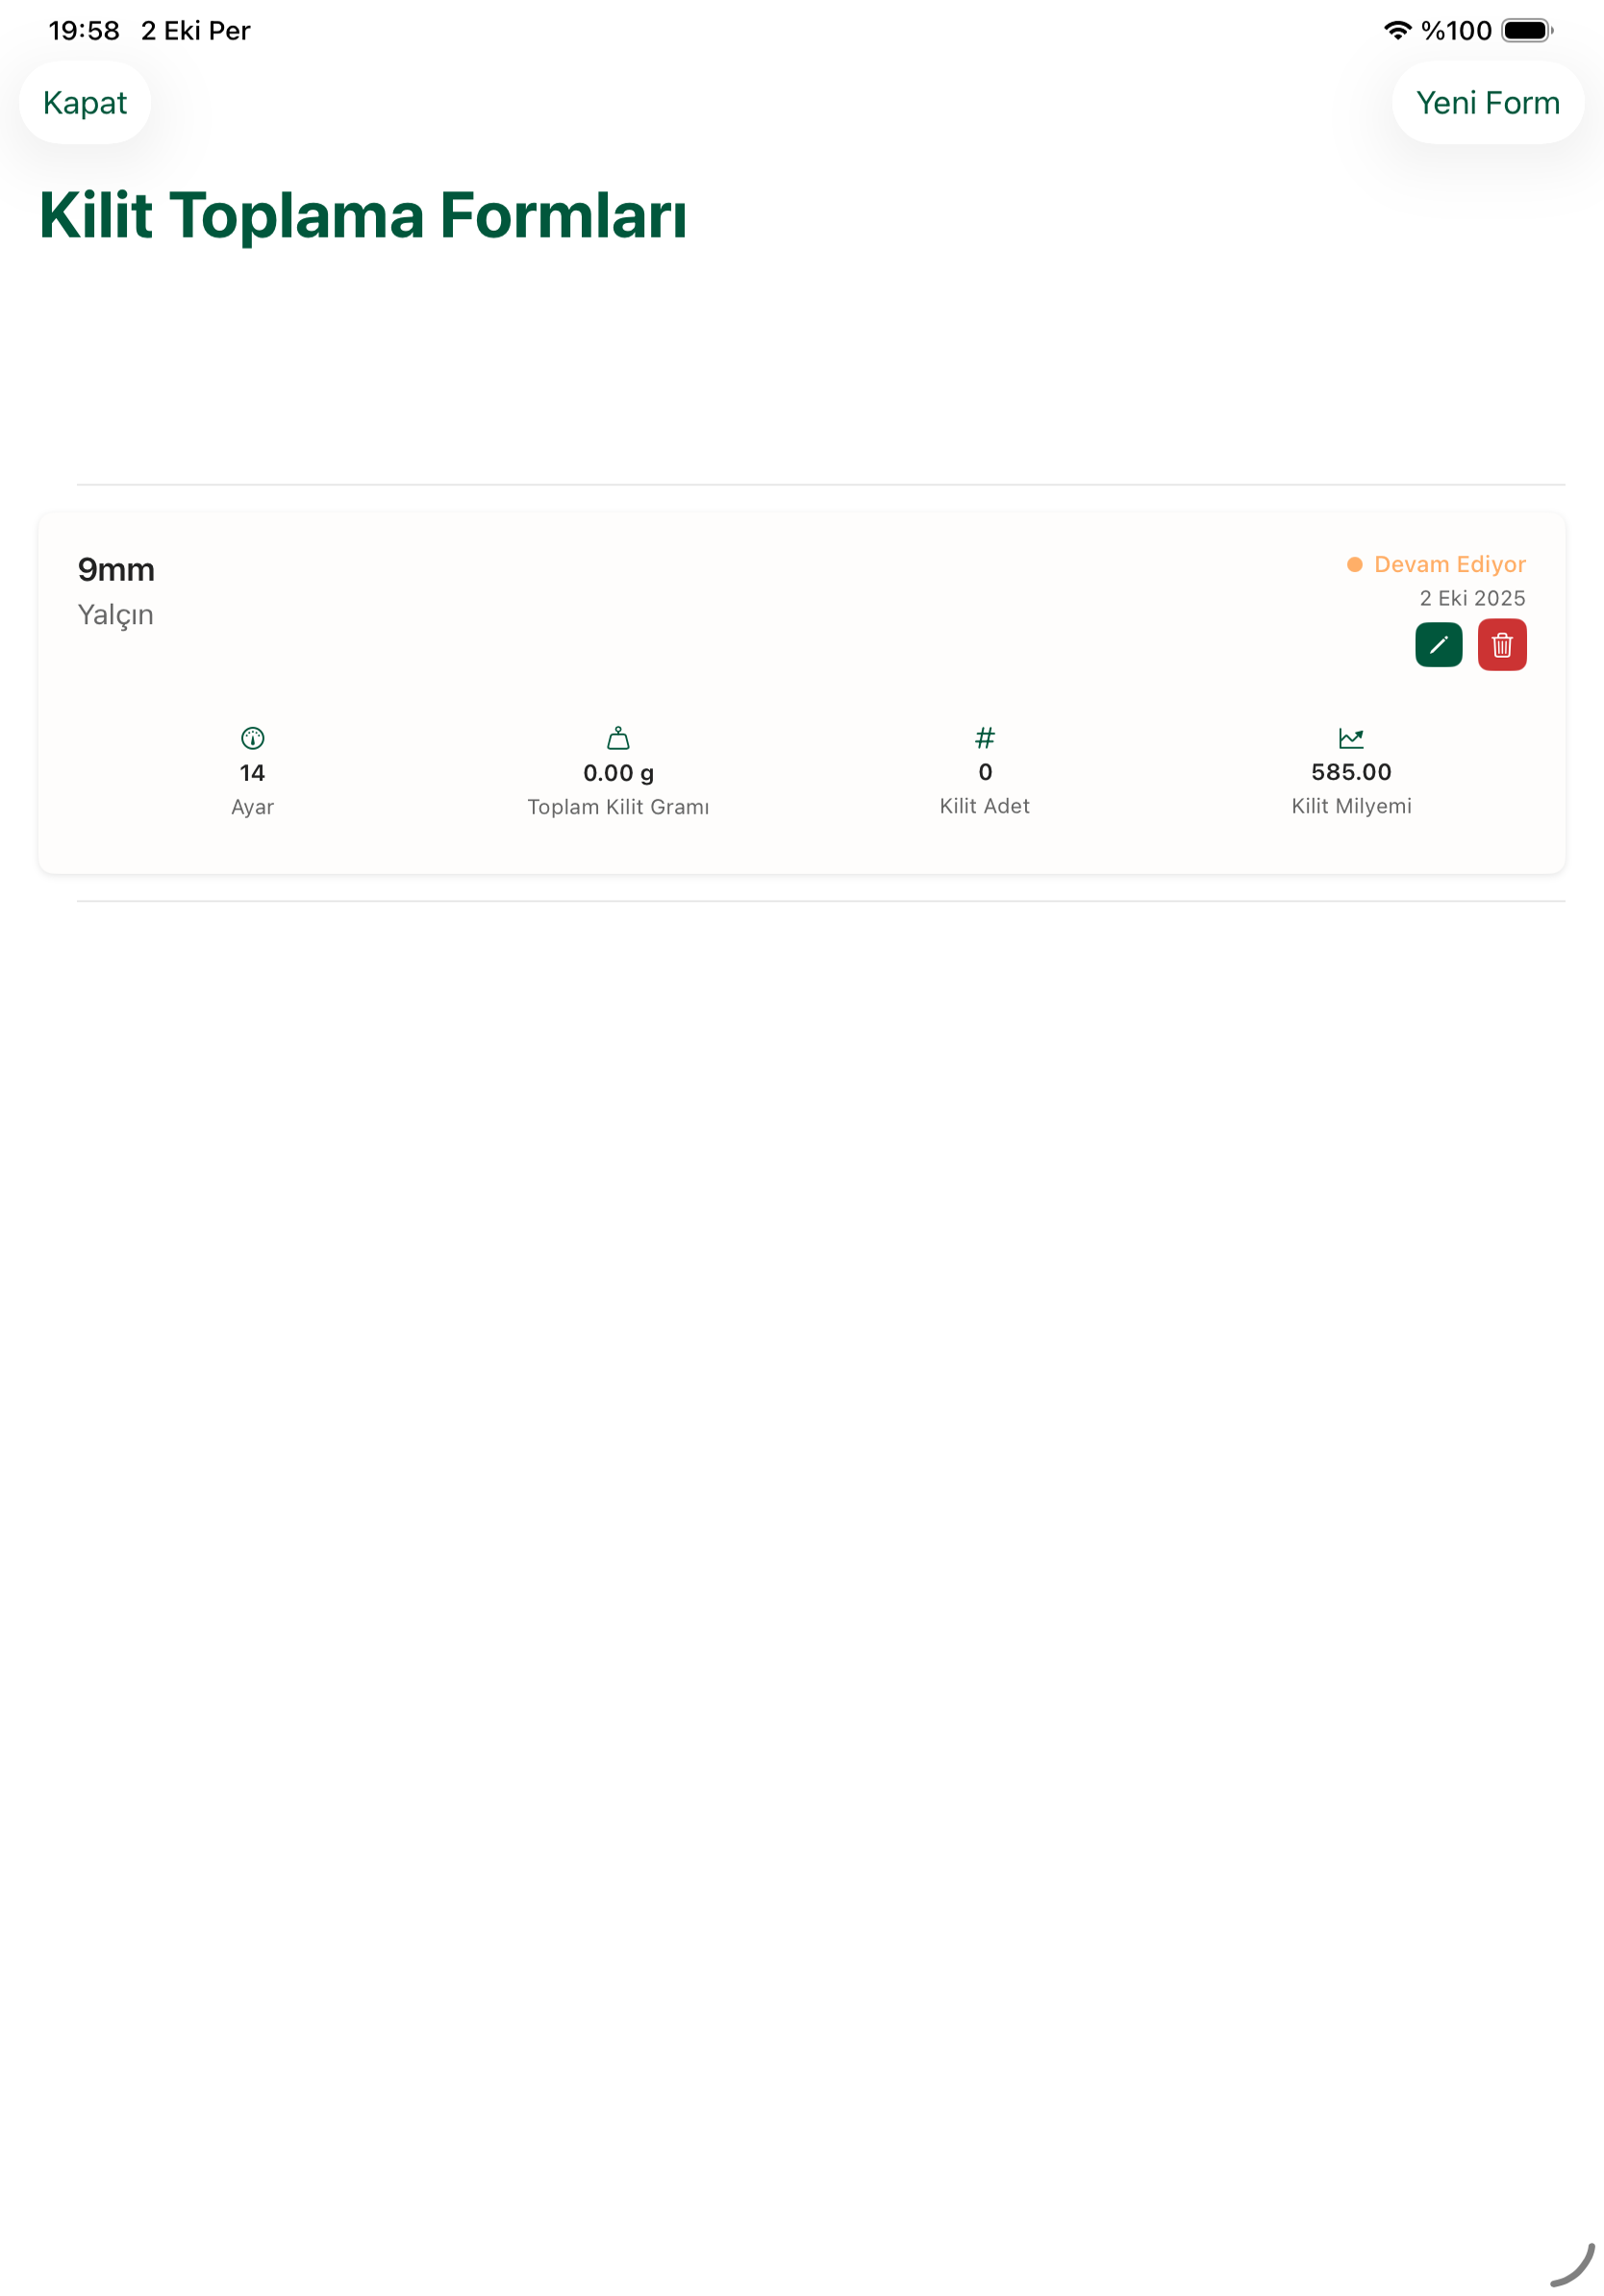 19:58 2 Eki Per %100
Kapat Yeni Form
Kilit Toplama Formları
9mm
Yalçın
Devam Ediyor
2 Eki 2025
14 0.00 g # 0 585.00
Ayar Toplam Kilit Gramı Kilit Adet Kilit Milyemi